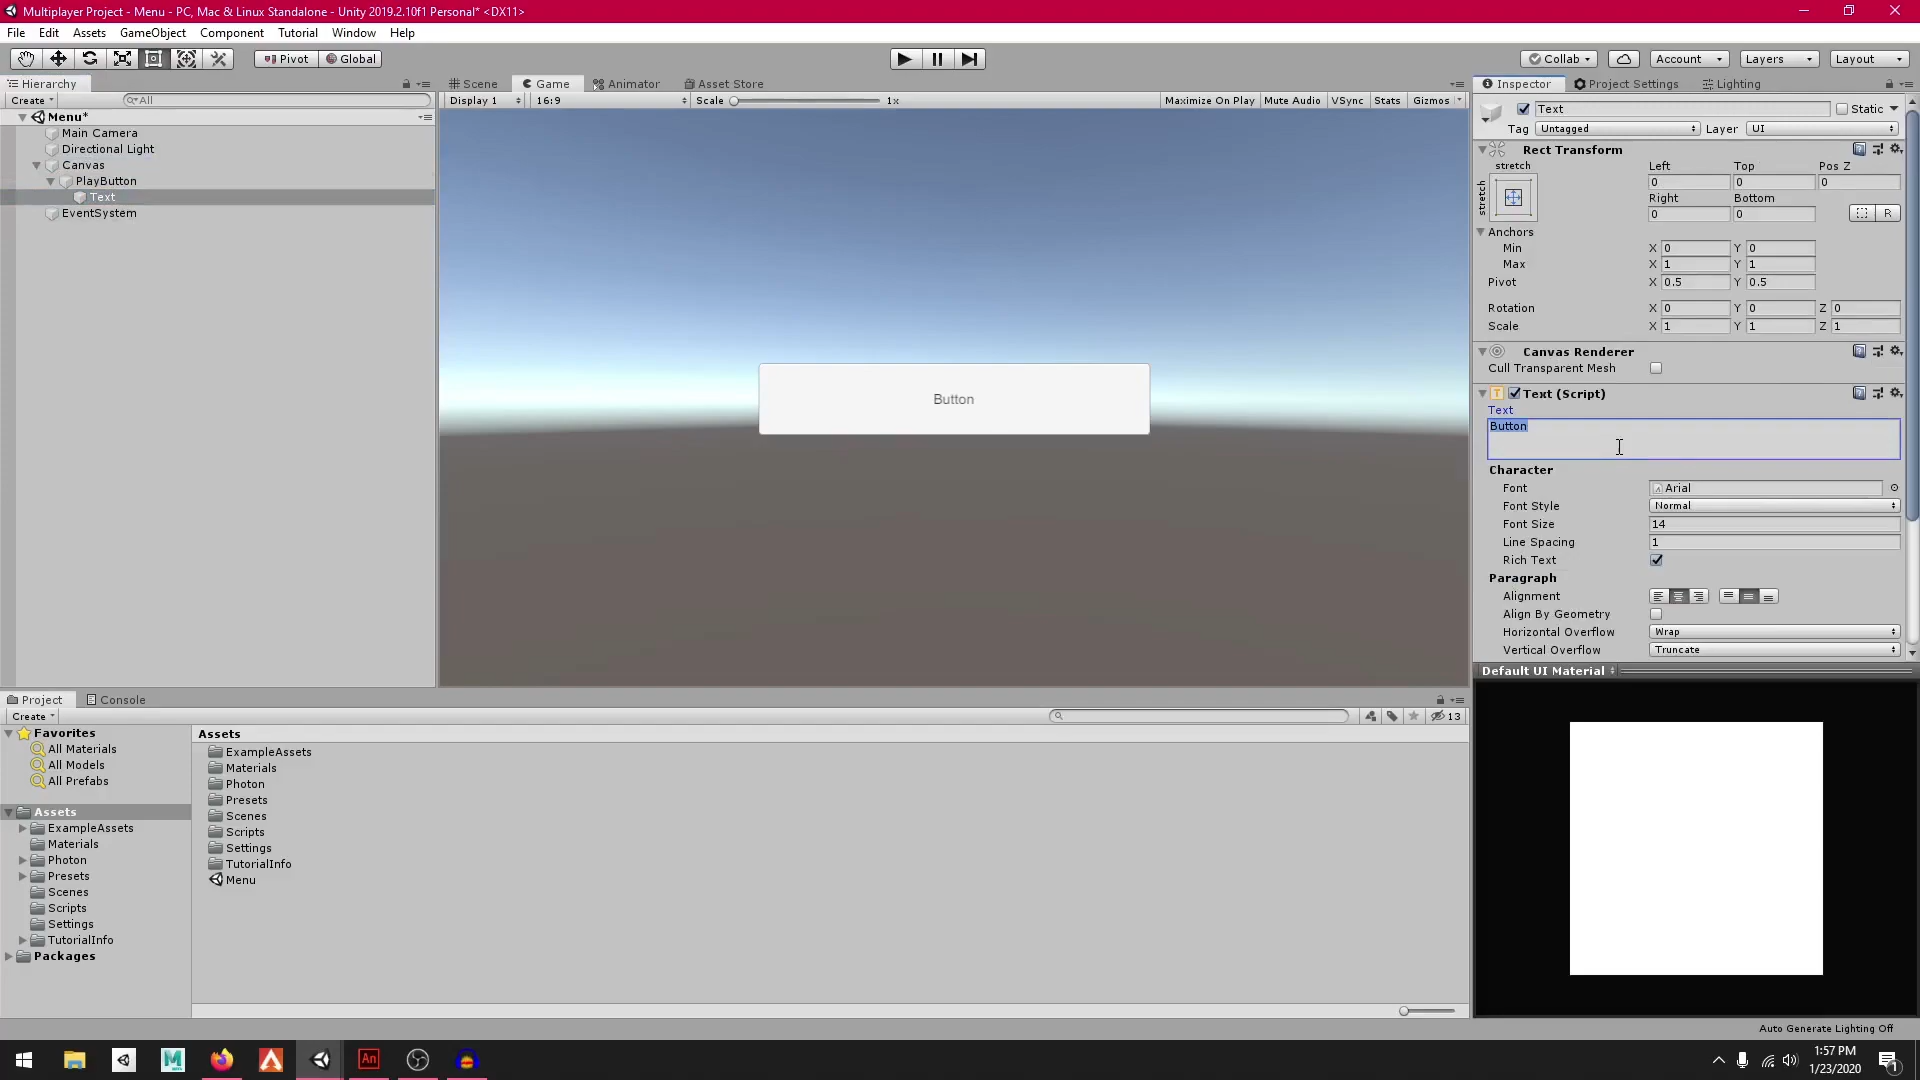 Multiplayer Project - Menu - PC, Mac & Linux Standalone - Unity 2019.2.10f1 Personal* <DX11>
File Edit Assets GameObject Component Tutorial Window Help
Pivot Global Collab Account Layers Layout
Hierarchy
Create All
Menu*
Main Camera
Directional Light
Canvas
PlayButton
Text
EventSystem
Scene Game Animator Asset Store
Display 1 16:9 Scale 1x Maximize On Play Mute Audio VSync Stats Gizmos
Button
Inspector Project Settings Lighting
Text Static
Tag Untagged Layer UI
Rect Transform
stretch Left Top Pos Z
stretch 0 0 0
Right Bottom
0 0 R
Anchors
Min X 0 Y 0
Max X 1 Y 1
Pivot X 0.5 Y 0.5
Rotation X 0 Y 0 Z 0
Scale X 1 Y 1 Z 1
Canvas Renderer
Cull Transparent Mesh
T Text (Script)
Text
Button
Character
Font Arial
Font Style Normal
Font Size 14
Line Spacing 1
Rich Text
Paragraph
Alignment
Align By Geometry
Horizontal Overflow Wrap
Vertical Overflow Truncate
Default UI Material
Project Console
Create 13
Favorites
All Materials
All Models
All Prefabs
Assets
ExampleAssets
Materials
Photon
Presets
Scenes
Scripts
Settings
TutorialInfo
Packages
Assets
ExampleAssets
Materials
Photon
Presets
Scenes
Scripts
Settings
TutorialInfo
Menu
Auto Generate Lighting Off
An
1:57 PM
1/23/2020
1